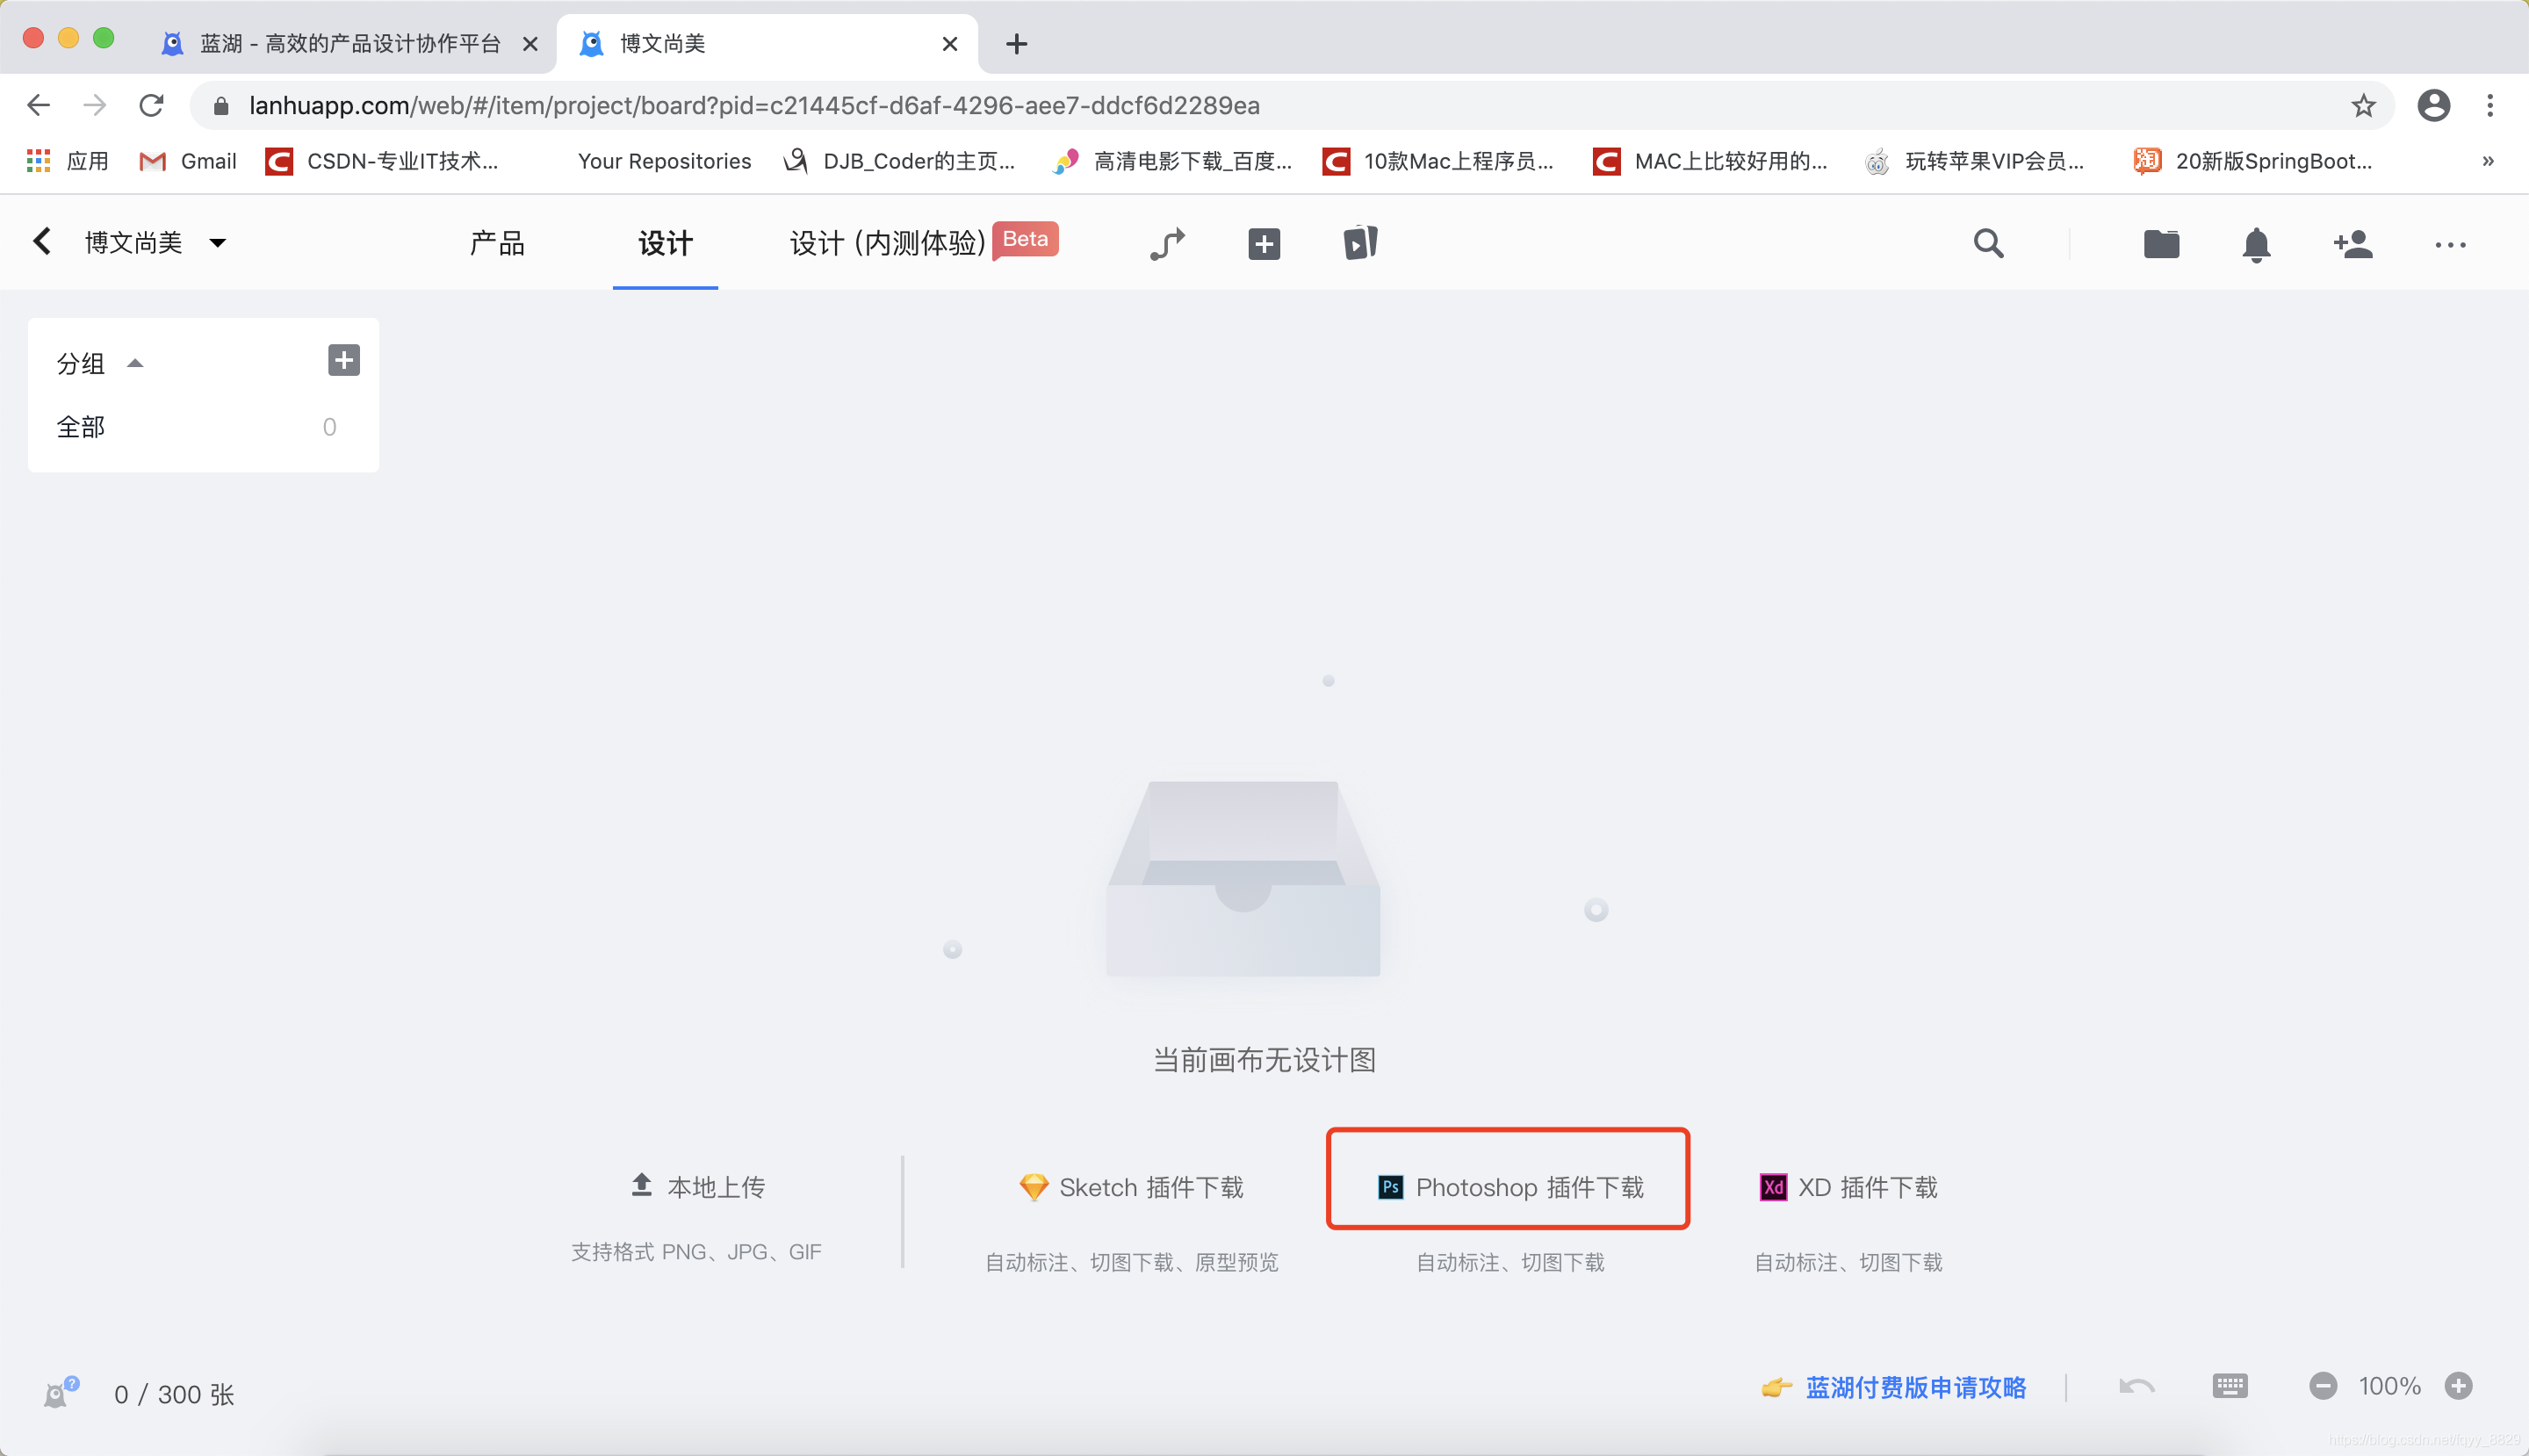 蓝湖 - 高效的产品设计协作平台
博文尚美
lanhuapp.com/web/#/item/project/board?pid=c21445cf-d6af-4296-aee7-ddcf6d2289ea
应用 Gmail CSDN-专业IT技术... Your Repositories DJB_Coder的主页... 高清电影下载_百度... 10款Mac上程序员... MAC上比较好用的... 玩转苹果VIP会员... 淘 20新版SpringBoot... »
博文尚美 产品 设计 设计 (内测体验) Beta
分组
全部 0
当前画布无设计图
本地上传 Sketch 插件下载 Ps Photoshop 插件下载 Xd XD 插件下载
支持格式 PNG、JPG、GIF 自动标注、切图下载、原型预览 自动标注、切图下载 自动标注、切图下载
0 / 300 张 蓝湖付费版申请攻略 100%
https://blog.csdn.net/iqyy_8829